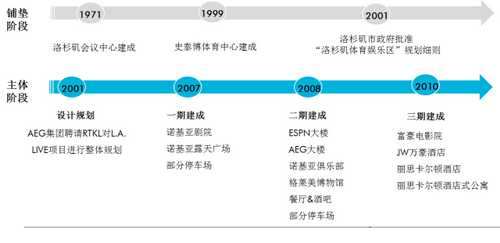 铺垫
阶段
1971
1999
2001
洛杉矶会议中心建成
史泰博体育中心建成
洛杉矶市政府批准
“洛杉矶体育娱乐区”规划细则
主体
阶段
2001
2007
2008
2010
设计规划
AEG集团聘请RTKL对L.A.
LIVE项目进行整体规划
一期建成
诺基亚剧院
诺基亚露天广场
部分停车场
二期建成
ESPN大楼
AEG大楼
诺基亚俱乐部
格莱美博物馆
餐厅&酒吧
部分停车场
三期建成
富豪电影院
JW万豪酒店
丽思卡尔顿酒店
丽思卡尔顿酒店式公寓